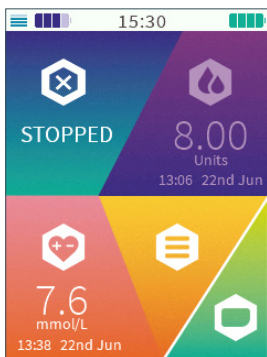 15:30
STOPPED
8.00
Units
13:06 22nd Jun
7.6
mmol/L
13:38 22nd Jun